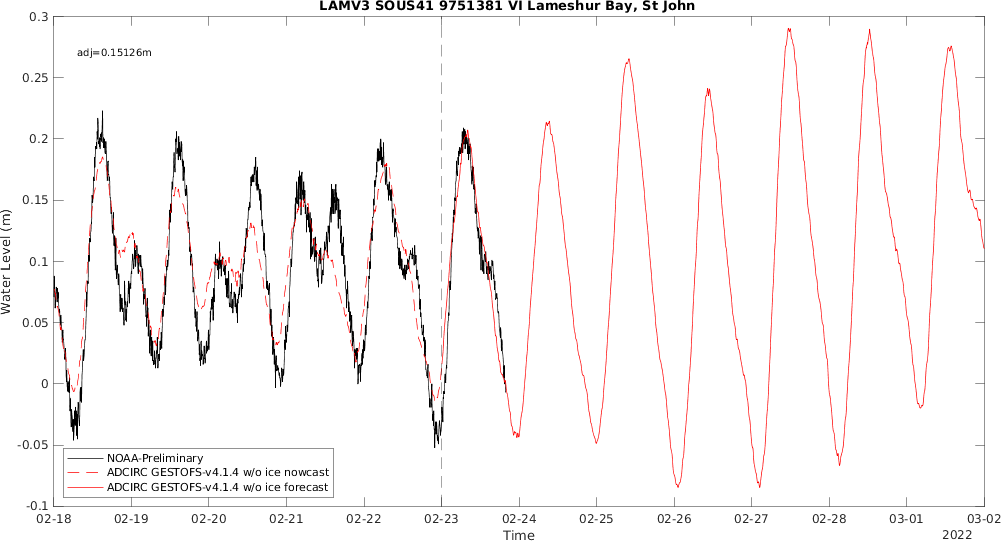 LAMV3 SOUS41 9751381 VI Lameshur Bay, St John
adj=0.15126m
0.3
0.25
0.2
0.15
0.1
0.05
0
-0.05
-0.1
Water Level (m)
NOAA-Preliminary
ADCIRC GESTOFS-v4.1.4 w/o ice nowcast
ADCIRC GESTOFS-v4.1.4 w/o ice forecast
02-18 02-19 02-20 02-21 02-22 02-23 02-24 02-25 02-26 02-27 02-28 03-01 03-02
Time
2022